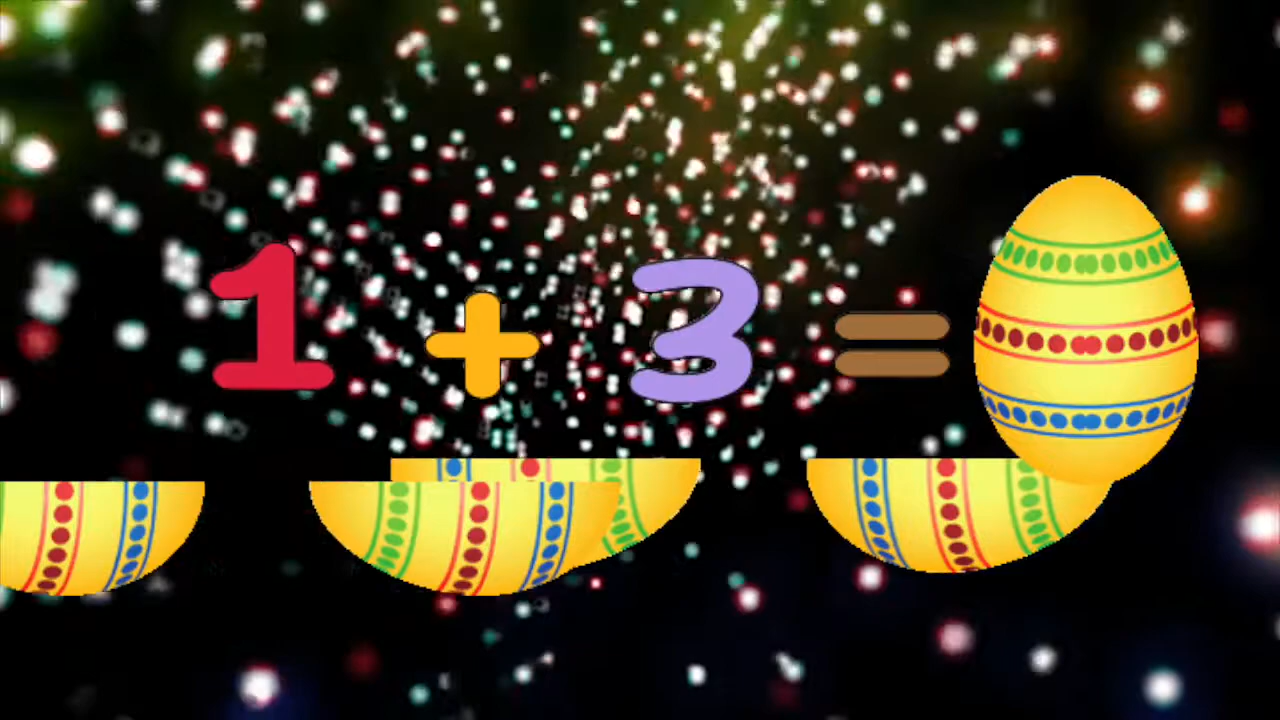 1 + 3 =